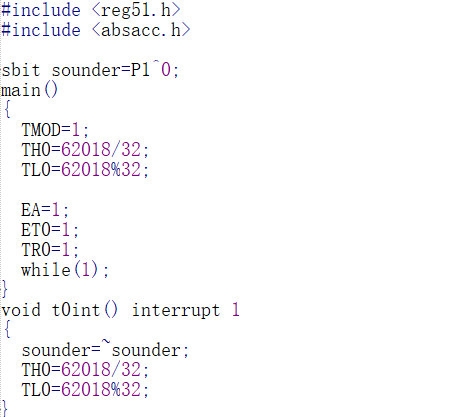 #include <reg51.h>
#include <absacc.h>
sbit sounder=P1^0;
main()
{
TMOD=1;
TH0=62018/32;
TL0=62018%32;
EA=1;
ET0=1;
TR0=1;
while(1);
}
void t0int() interrupt 1
{
sounder=~sounder;
TH0=62018/32;
TL0=62018%32;
}